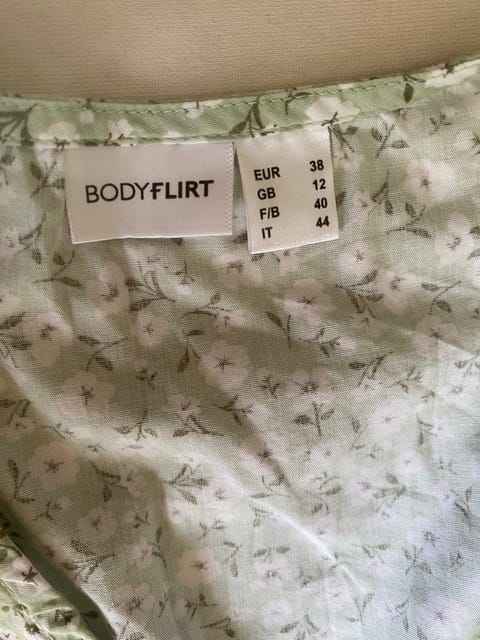 BODYFLIRT
EUR 38
GB 12
F/B 40
IT 44